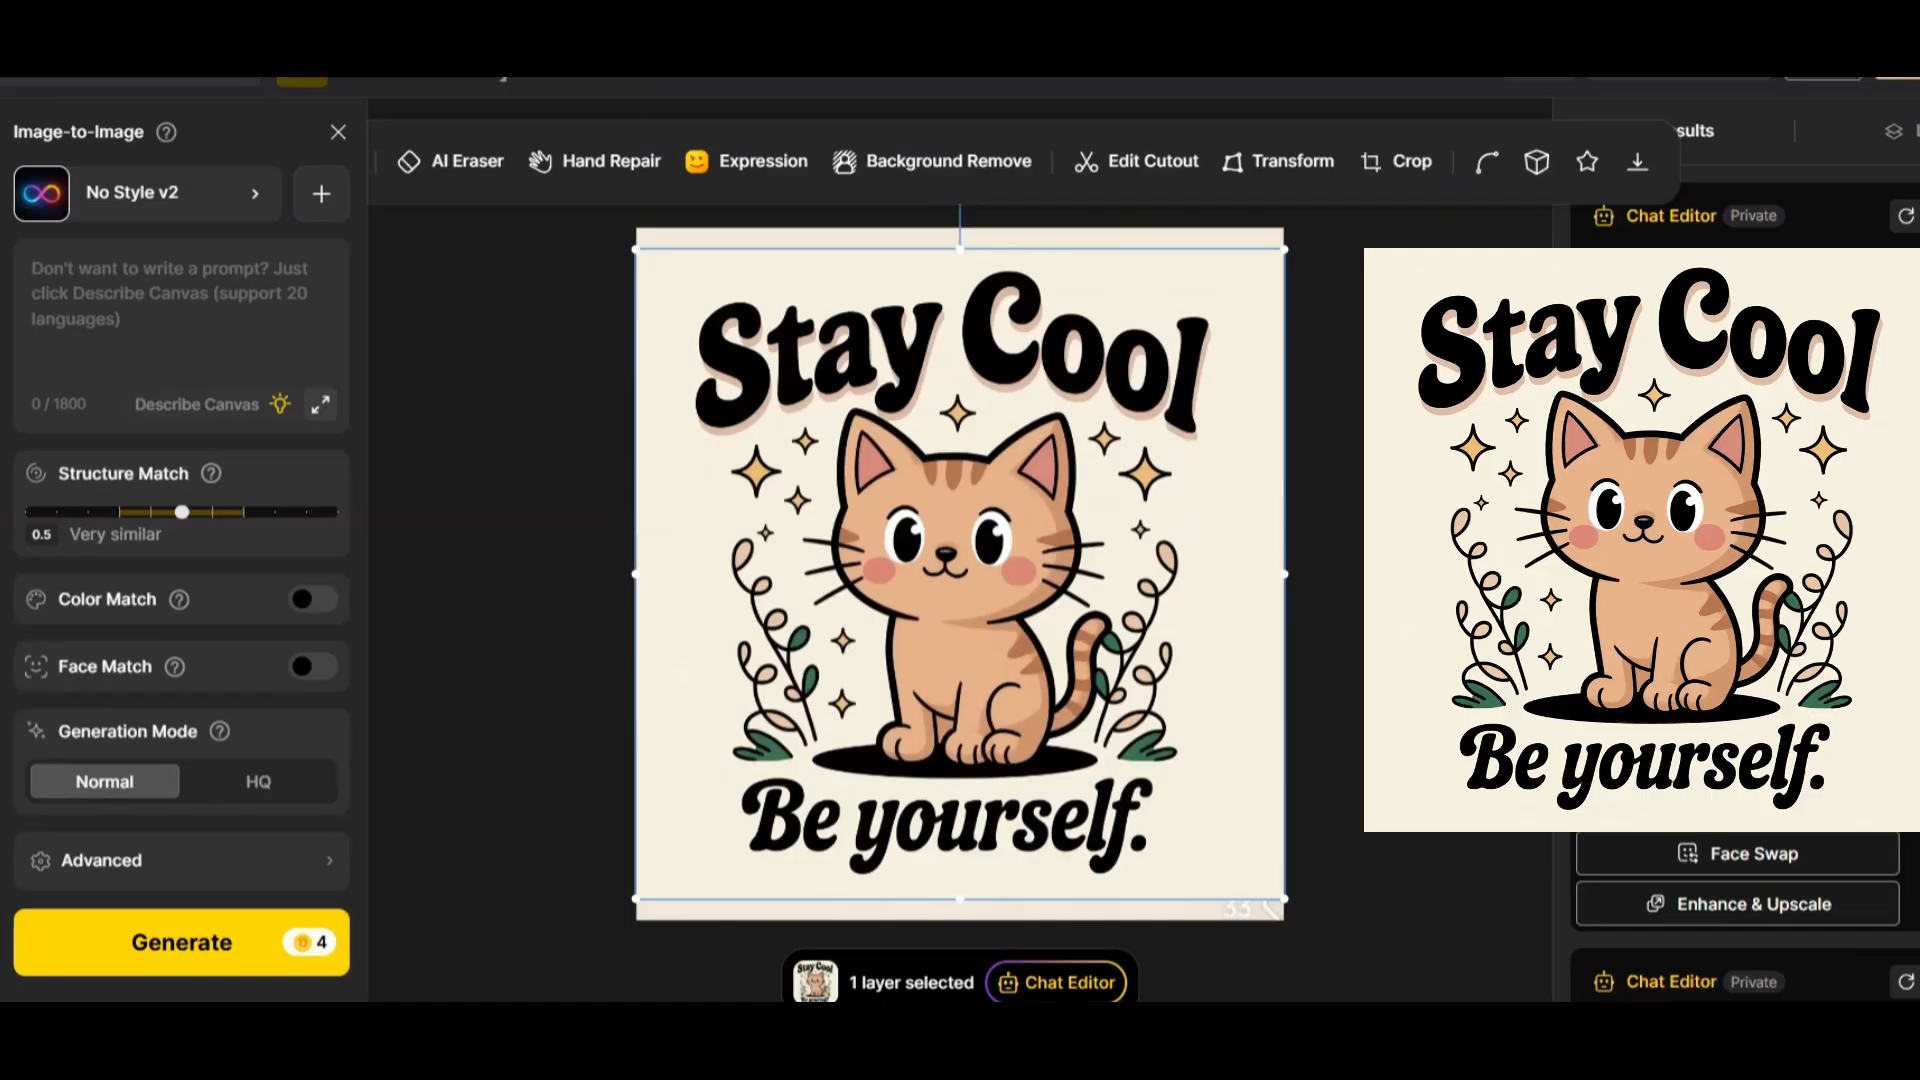 Image-to-Image
No Style v2
Don't want to write a prompt? Just
click Describe Canvas (support 20
languages)
0 / 1800 Describe Canvas
Structure Match
0.5 Very similar
Color Match
Face Match
Generation Mode
Normal HQ
Advanced
Generate 4
AI Eraser Hand Repair Expression Background Remove Edit Cutout Transform Crop
Stay Cool
Be yourself.
1 layer selected Chat Editor
Chat Editor Private
Stay Cool
Be yourself.
Face Swap
Enhance & Upscale
Chat Editor Private